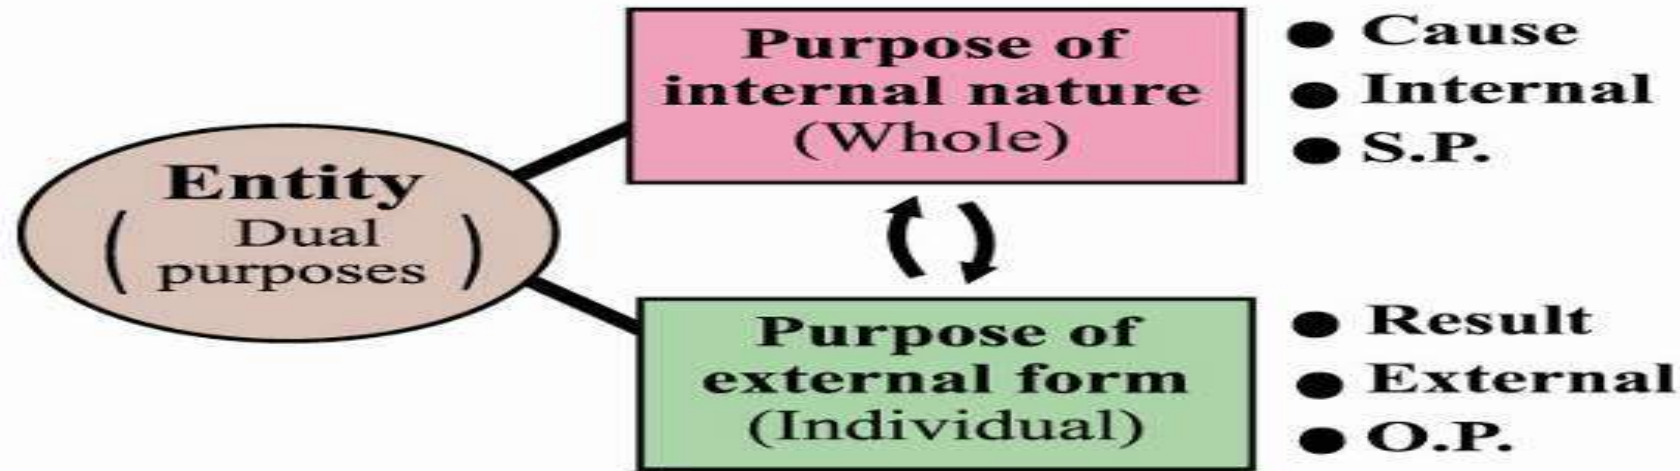 Entity
( Dual
purposes )
Purpose of
internal nature
(Whole)
● Cause
● Internal
● S.P.
Purpose of
external form
(Individual)
● Result
● External
● O.P.